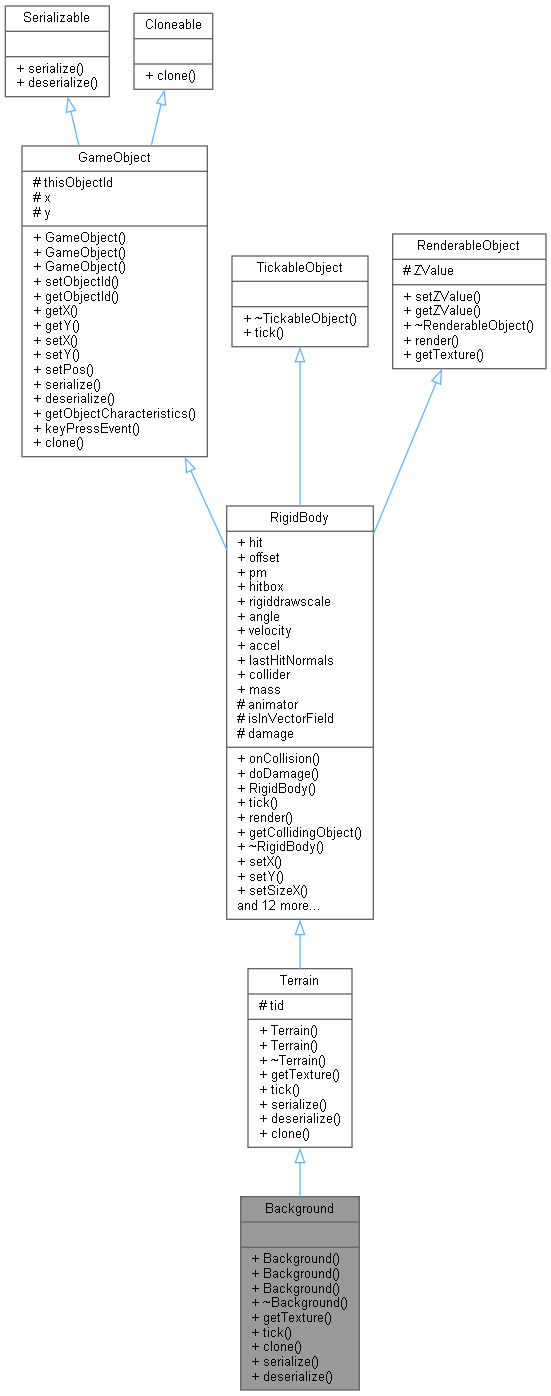 Serializable
+ serialize()
+ deserialize()
Cloneable
+ clone()
GameObject
# thisObjectId
# x
# y
+ GameObject()
+ GameObject()
+ GameObject()
+ setObjectId()
+ getObjectId()
+ getX()
+ getY()
+ setX()
+ setY()
+ setPos()
+ serialize()
+ deserialize()
+ getObjectCharacteristics()
+ keyPressEvent()
+ clone()
TickableObject
+ ~TickableObject()
+ tick()
RenderableObject
# ZValue
+ setZValue()
+ getZValue()
+ ~RenderableObject()
+ render()
+ getTexture()
RigidBody
+ hit
+ offset
+ pm
+ hitbox
+ rigiddrawscale
+ angle
+ velocity
+ accel
+ lastHitNormals
+ collider
+ mass
# animator
# isInVectorField
# damage
+ onCollision()
+ doDamage()
+ RigidBody()
+ tick()
+ render()
+ getCollidingObject()
+ ~RigidBody()
+ setX()
+ setY()
+ setSizeX()
and 12 more...
Terrain
# tid
+ Terrain()
+ Terrain()
+ ~Terrain()
+ getTexture()
+ tick()
+ serialize()
+ deserialize()
+ clone()
Background
+ Background()
+ Background()
+ Background()
+ ~Background()
+ getTexture()
+ tick()
+ clone()
+ serialize()
+ deserialize()